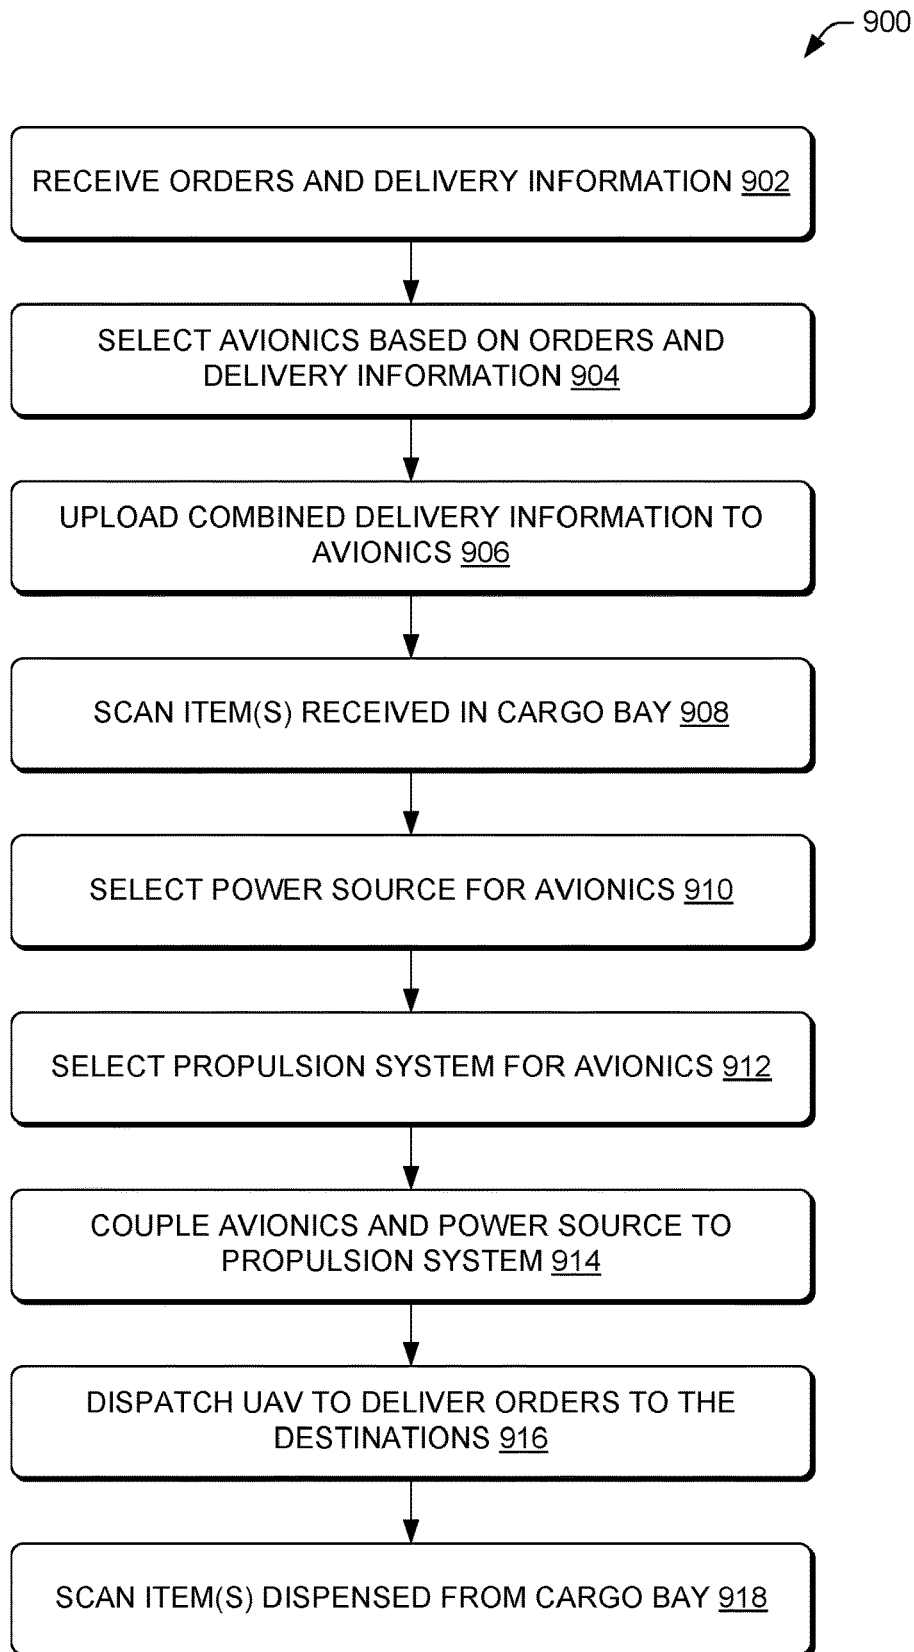 900
RECEIVE ORDERS AND DELIVERY INFORMATION 902
SELECT AVIONICS BASED ON ORDERS AND
DELIVERY INFORMATION 904
UPLOAD COMBINED DELIVERY INFORMATION TO
AVIONICS 906
SCAN ITEM(S) RECEIVED IN CARGO BAY 908
SELECT POWER SOURCE FOR AVIONICS 910
SELECT PROPULSION SYSTEM FOR AVIONICS 912
COUPLE AVIONICS AND POWER SOURCE TO
PROPULSION SYSTEM 914
DISPATCH UAV TO DELIVER ORDERS TO THE
DESTINATIONS 916
SCAN ITEM(S) DISPENSED FROM CARGO BAY 918